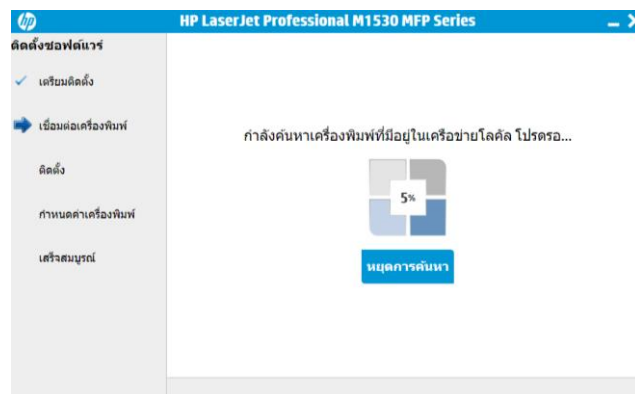 hp
HP LaserJet Professional M1530 MFP Series
ติดตั้งซอฟต์แวร์
เตรียมติดตั้ง
เชื่อมต่อเครื่องพิมพ์
ติดตั้ง
กำหนดค่าเครื่องพิมพ์
เสร็จสมบูรณ์
กำลังค้นหาเครื่องพิมพ์ที่มีอยู่ในเครือข่ายโลคัล โปรดรอ...
5%
หยุดการค้นหา